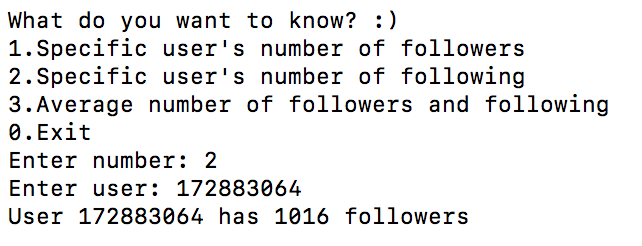 What do you want to know? :)
1.Specific user's number of followers
2.Specific user's number of following
3.Average number of followers and following
0.Exit
Enter number: 2
Enter user: 172883064
User 172883064 has 1016 followers